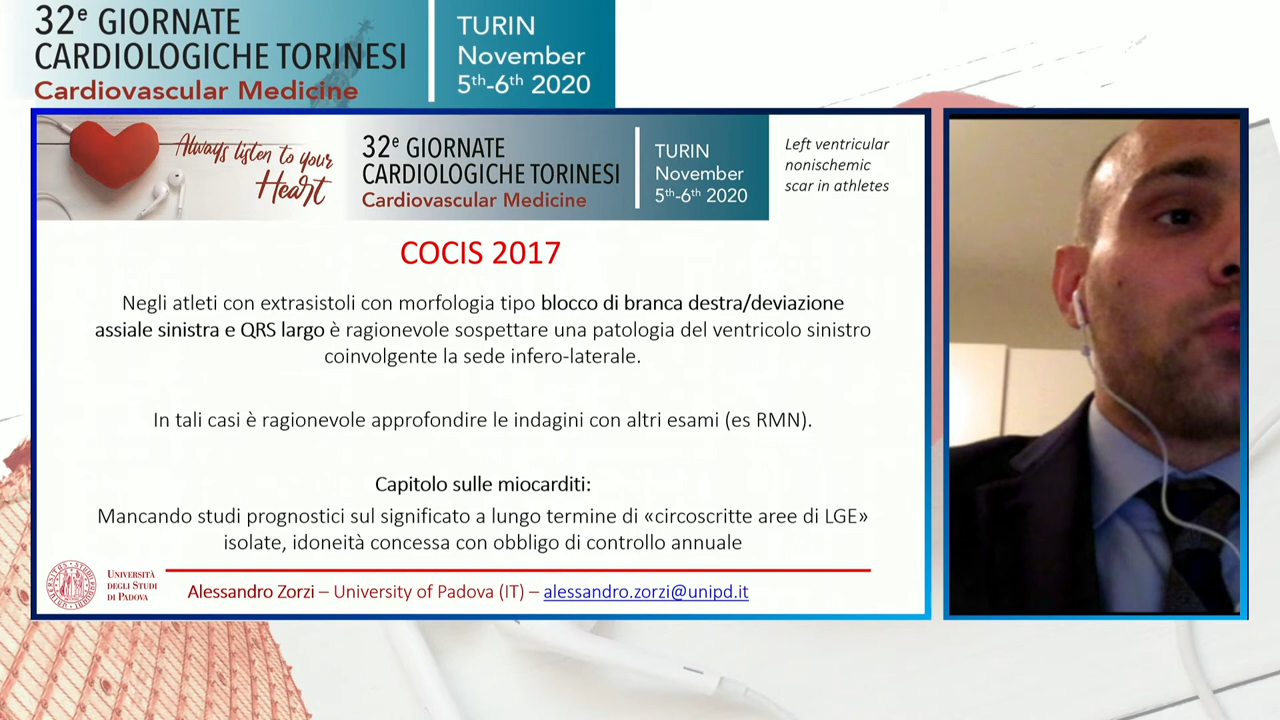 32e GIORNATE
CARDIOLOGICHE TORINESI
Cardiovascular Medicine
TURIN
November
5th-6th 2020
Always listen to your
Heart
32e GIORNATE
CARDIOLOGICHE TORINESI
Cardiovascular Medicine
TURIN
November
5th-6th 2020
Left ventricular
nonischemic
scar in athletes
COCIS 2017
Negli atleti con extrasistoli con morfologia tipo blocco di branca destra/deviazione
assiale sinistra e QRS largo è ragionevole sospettare una patologia del ventricolo sinistro
coinvolgente la sede infero-laterale.
In tali casi è ragionevole approfondire le indagini con altri esami (es RMN).
Capitolo sulle miocarditi:
Mancando studi prognostici sul significato a lungo termine di «circoscritte aree di LGE»
isolate, idoneità concessa con obbligo di controllo annuale
Università
degli Studi
di Padova
Alessandro Zorzi – University of Padova (IT) – alessandro.zorzi@unipd.it